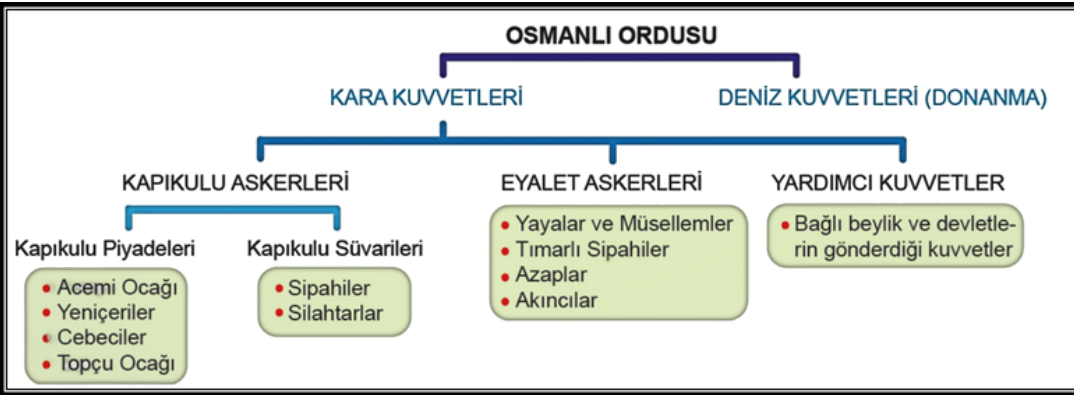 OSMANLI ORDUSU
KARA KUVVETLERİ
DENİZ KUVVETLERİ (DONANMA)
KAPIKULU ASKERLERİ
EYALET ASKERLERİ
YARDIMCI KUVVETLER
Kapıkulu Piyadeleri
Kapıkulu Süvarileri
• Acemi Ocağı
• Yeniçeriler
• Cebeciler
• Topçu Ocağı
• Sipahiler
• Silahtarlar
• Yayalar ve Müsellemler
• Tımarlı Sipahiler
• Azaplar
• Akıncılar
• Bağlı beylik ve devletle-
rin gönderdiği kuvvetler